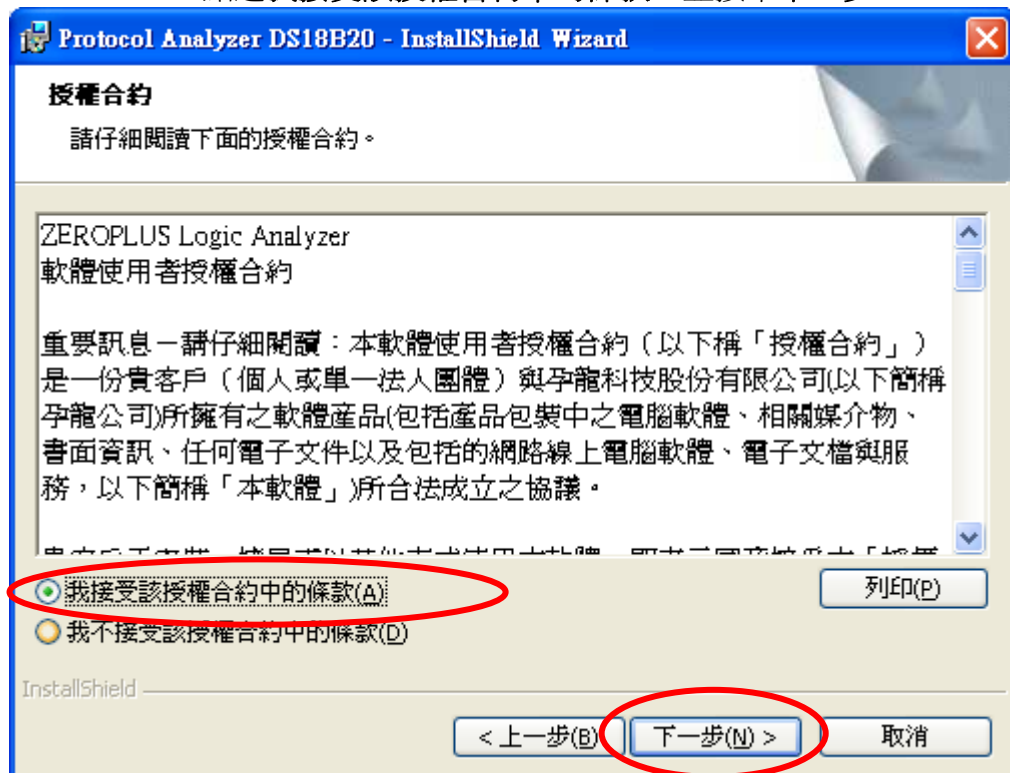 Protocol Analyzer DS18B20 - InstallShield Wizard
授權合約
請仔細閱讀下面的授權合約。
ZEROPLUS Logic Analyzer
軟體使用者授權合約
重要訊息－請仔細閱讀：本軟體使用者授權合約（以下稱「授權合約」）
是一份貴客戶（個人或單一法人團體）與孕龍科技股份有限公司(以下簡稱
孕龍公司)所擁有之軟體產品(包括產品包裝中之電腦軟體、相關媒介物、
書面資訊、任何電子文件以及包括的網路線上電腦軟體、電子文檔與服
務，以下簡稱「本軟體」)所合法成立之協議。
我接受該授權合約中的條款(A)
列印(P)
我不接受該授權合約中的條款(D)
InstallShield
< 上一步(B)
下一步(N) >
取消